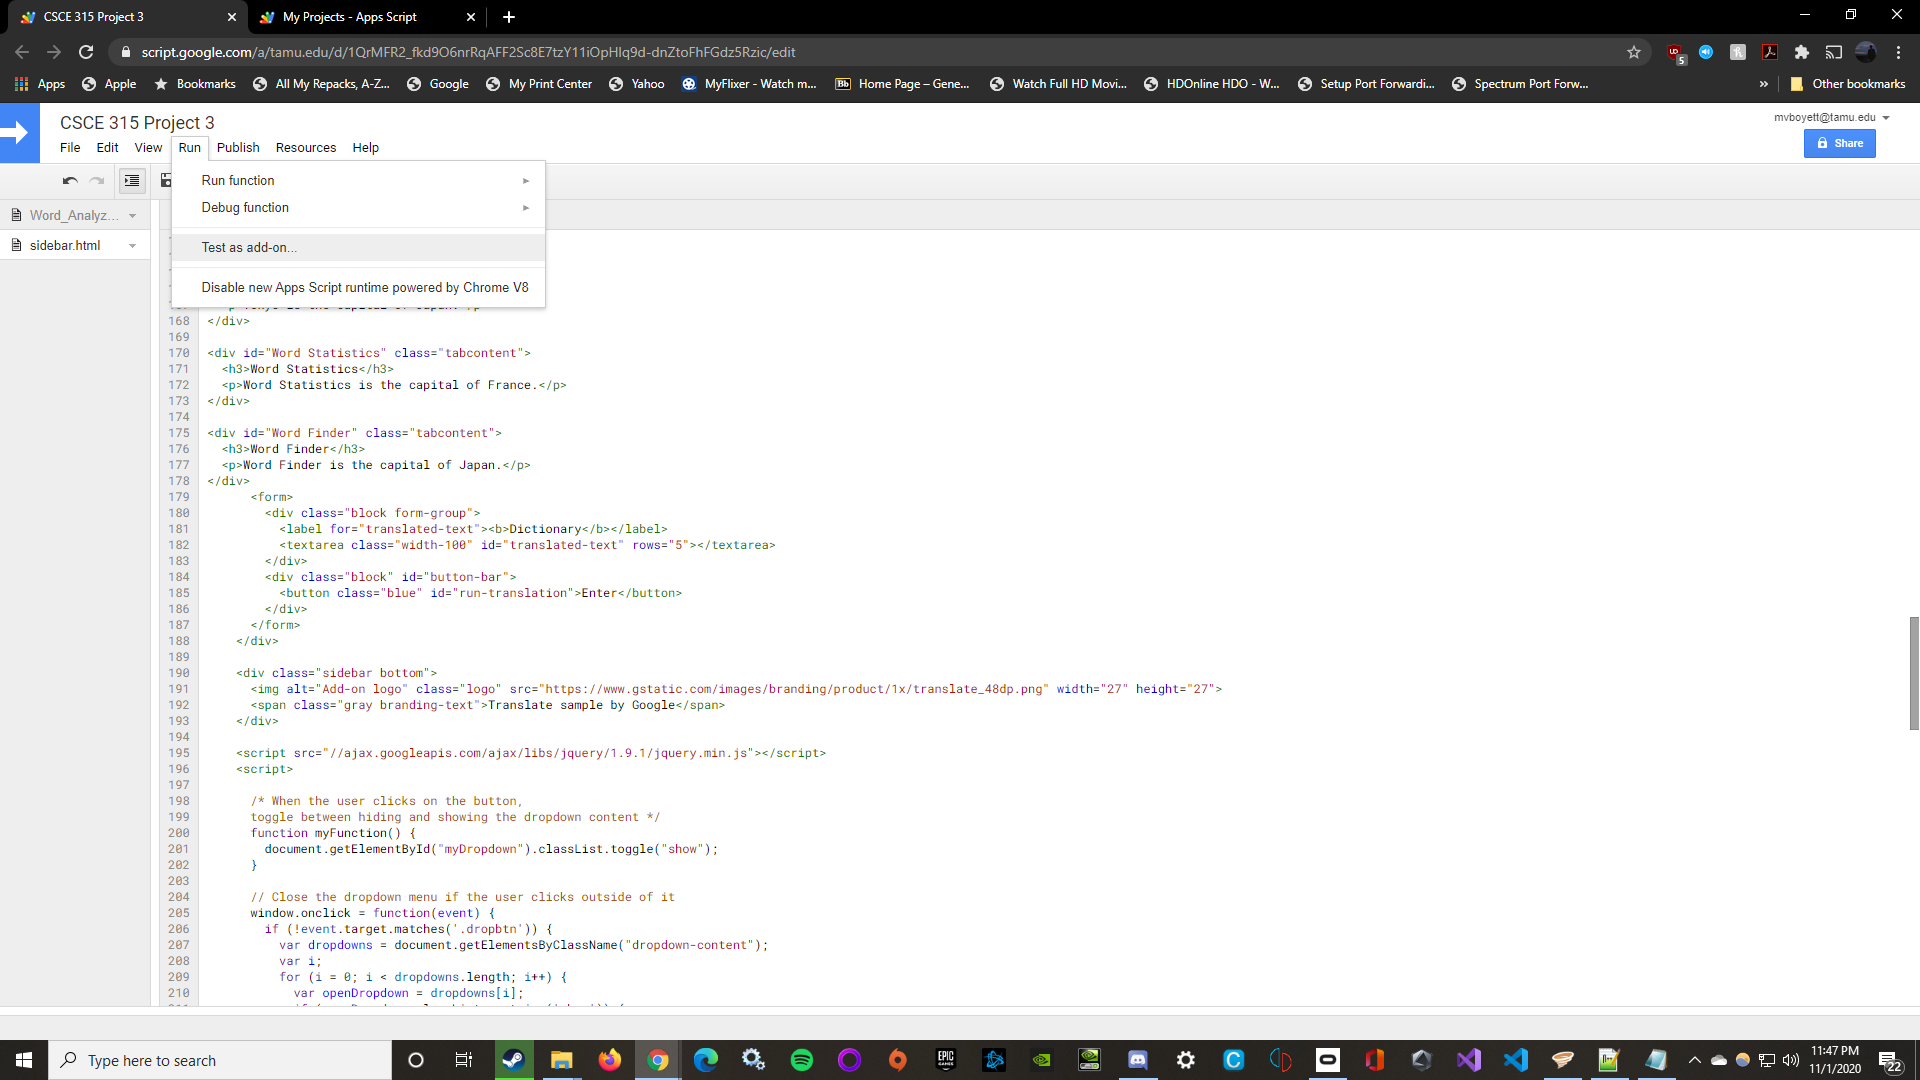 CSCE 315 Project 3
My Projects - Apps Script
script.google.com/a/tamu.edu/d/1QrMFR2_fkd9O6nrRqAFF2Sc8E7tzY11iOpHlq9d-dnZtoFhFGdz5Rzic/edit
5
Apps Apple Bookmarks All My Repacks, A-Z... Google My Print Center Yahoo MyFlixer - Watch m... Bb Home Page – Gene... Watch Full HD Movi... HDOnline HDO - W... Setup Port Forwardi... Spectrum Port Forw... » Other bookmarks
CSCE 315 Project 3
mvboyett@tamu.edu
File Edit View Run Publish Resources Help
Share
Run function
Debug function
Test as add-on...
Disable new Apps Script runtime powered by Chrome V8
Word_Analyz...
sidebar.html
168 </div>
169
170 <div id="Word Statistics" class="tabcontent">
171 <h3>Word Statistics</h3>
172 <p>Word Statistics is the capital of France.</p>
173 </div>
174
175 <div id="Word Finder" class="tabcontent">
176 <h3>Word Finder</h3>
177 <p>Word Finder is the capital of Japan.</p>
178 </div>
179 <form>
180 <div class="block form-group">
181 <label for="translated-text"><b>Dictionary</b></label>
182 <textarea class="width-100" id="translated-text" rows="5"></textarea>
183 </div>
184 <div class="block" id="button-bar">
185 <button class="blue" id="run-translation">Enter</button>
186 </div>
187 </form>
188 </div>
189
190 <div class="sidebar bottom">
191 <img alt="Add-on logo" class="logo" src="https://www.gstatic.com/images/branding/product/1x/translate_48dp.png" width="27" height="27">
192 <span class="gray branding-text">Translate sample by Google</span>
193 </div>
194
195 <script src="//ajax.googleapis.com/ajax/libs/jquery/1.9.1/jquery.min.js"></script>
196 <script>
197
198 /* When the user clicks on the button,
199 toggle between hiding and showing the dropdown content */
200 function myFunction() {
201 document.getElementById("myDropdown").classList.toggle("show");
202 }
203
204 // Close the dropdown menu if the user clicks outside of it
205 window.onclick = function(event) {
206 if (!event.target.matches('.dropbtn')) {
207 var dropdowns = document.getElementsByClassName("dropdown-content");
208 var i;
209 for (i = 0; i < dropdowns.length; i++) {
210 var openDropdown = dropdowns[i];
Type here to search
EPIC GAMES
11:47 PM
11/1/2020
22